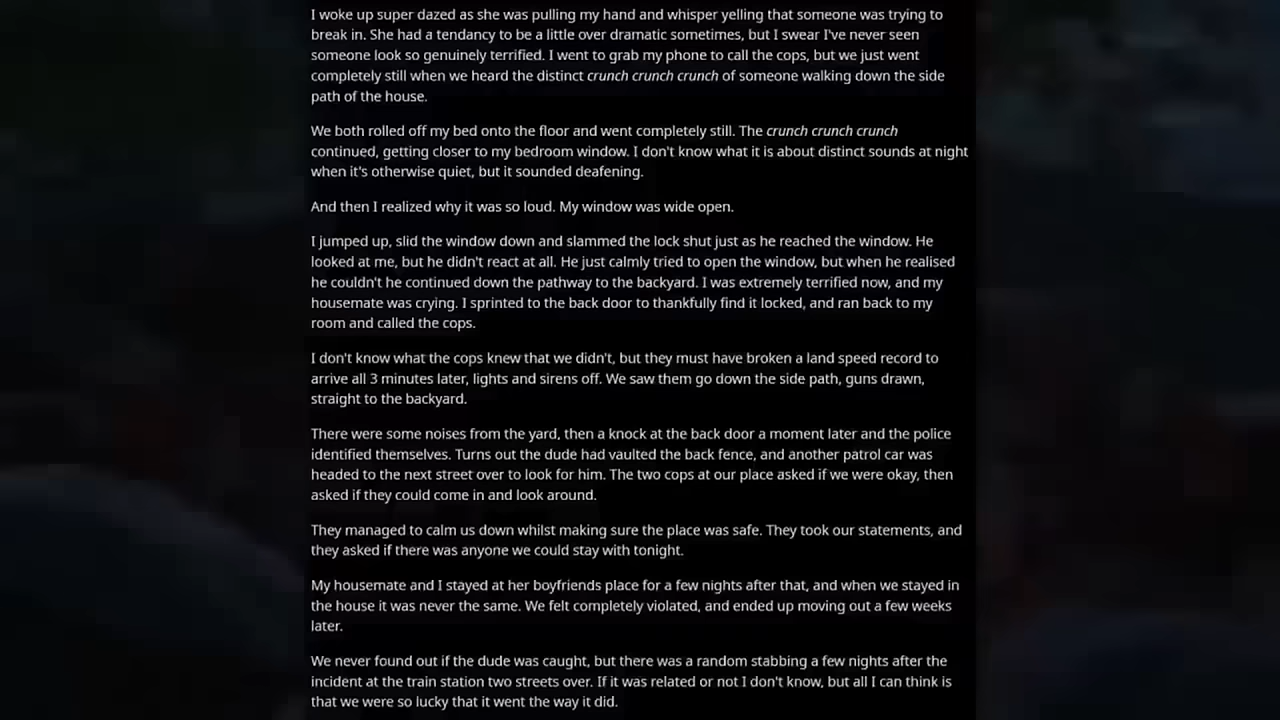 I woke up super dazed as she was pulling my hand and whisper yelling that someone was trying to
break in. She had a tendancy to be a little over dramatic sometimes, but I swear I've never seen
someone look so genuinely terrified. I went to grab my phone to call the cops, but we just went
completely still when we heard the distinct crunch crunch crunch of someone walking down the side
path of the house.
We both rolled off my bed onto the floor and went completely still. The crunch crunch crunch
continued, getting closer to my bedroom window. I don't know what it is about distinct sounds at night
when it's otherwise quiet, but it sounded deafening.
And then I realized why it was so loud. My window was wide open.
I jumped up, slid the window down and slammed the lock shut just as he reached the window. He
looked at me, but he didn't react at all. He just calmly tried to open the window, but when he realised
he couldn't he continued down the pathway to the backyard. I was extremely terrified now, and my
housemate was crying. I sprinted to the back door to thankfully find it locked, and ran back to my
room and called the cops.
I don't know what the cops knew that we didn't, but they must have broken a land speed record to
arrive all 3 minutes later, lights and sirens off. We saw them go down the side path, guns drawn,
straight to the backyard.
There were some noises from the yard, then a knock at the back door a moment later and the police
identified themselves. Turns out the dude had vaulted the back fence, and another patrol car was
headed to the next street over to look for him. The two cops at our place asked if we were okay, then
asked if they could come in and look around.
They managed to calm us down whilst making sure the place was safe. They took our statements, and
they asked if there was anyone we could stay with tonight.
My housemate and I stayed at her boyfriends place for a few nights after that, and when we stayed in
the house it was never the same. We felt completely violated, and ended up moving out a few weeks
later.
We never found out if the dude was caught, but there was a random stabbing a few nights after the
incident at the train station two streets over. If it was related or not I don't know, but all I can think is
that we were so lucky that it went the way it did.